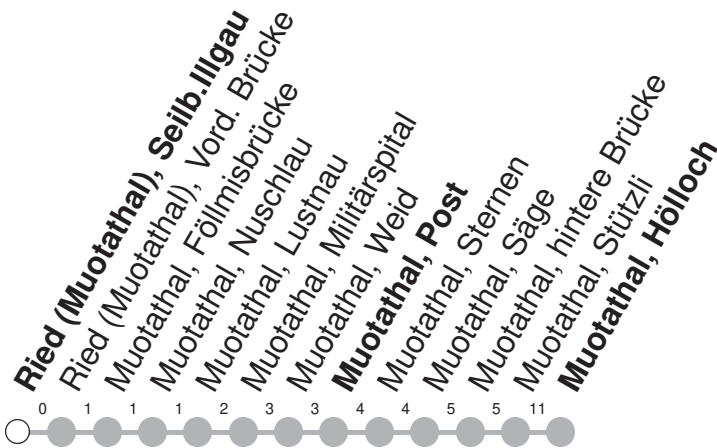 Ried (Muotathal), Seilb.Illgau
Ried (Muotathal), Vord. Brücke
Muotathal, Föllmisbrücke
Muotathal, Nuschlau
Muotathal, Lustnau
Muotathal, Militärspital
Muotathal, Weid
Muotathal, Post
Muotathal, Sternen
Muotathal, Säge
Muotathal, hintere Brücke
Muotathal, Stützli
Muotathal, Hölloch
0 1 1 1 2 3 3 4 4 5 5 11